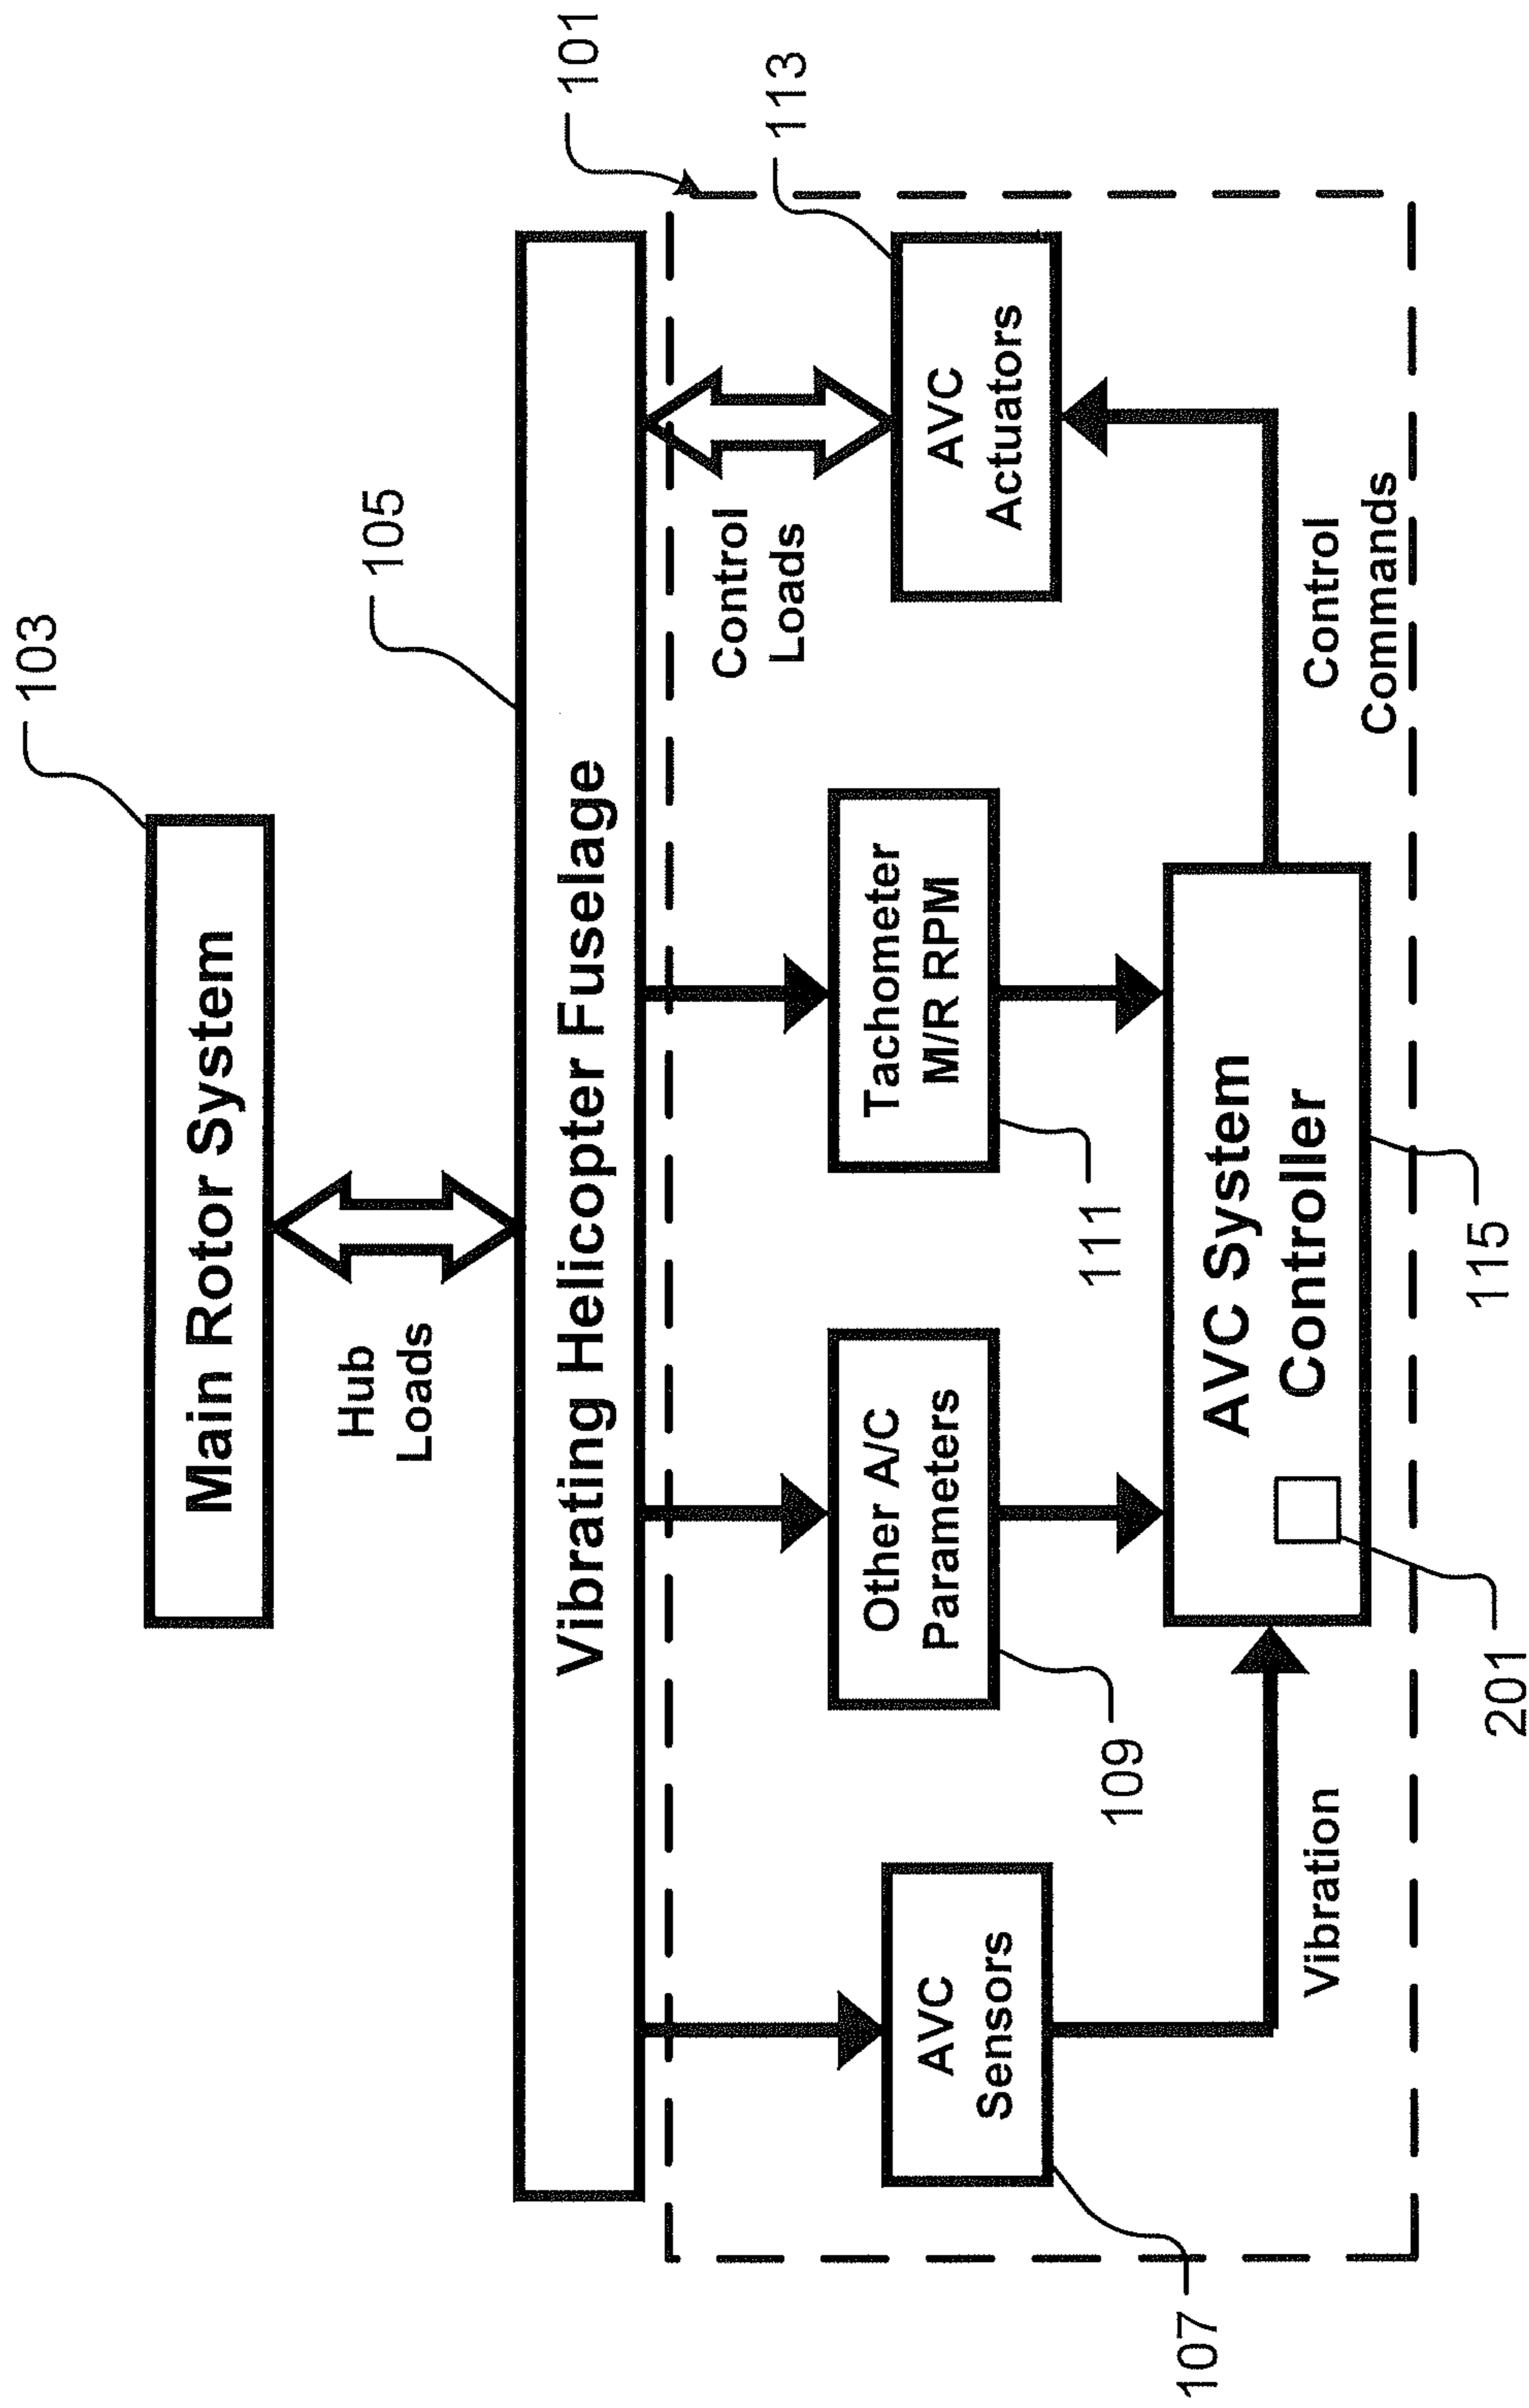 103
Main Rotor System
Hub
Loads
105
Vibrating Helicopter Fuselage
101
Control
Loads
113
AVC
Sensors
107
Other A/C
Parameters
109
Tachometer
M/R RPM
111
AVC
Actuators
Vibration
AVC System
Controller
201
115
Control
Commands